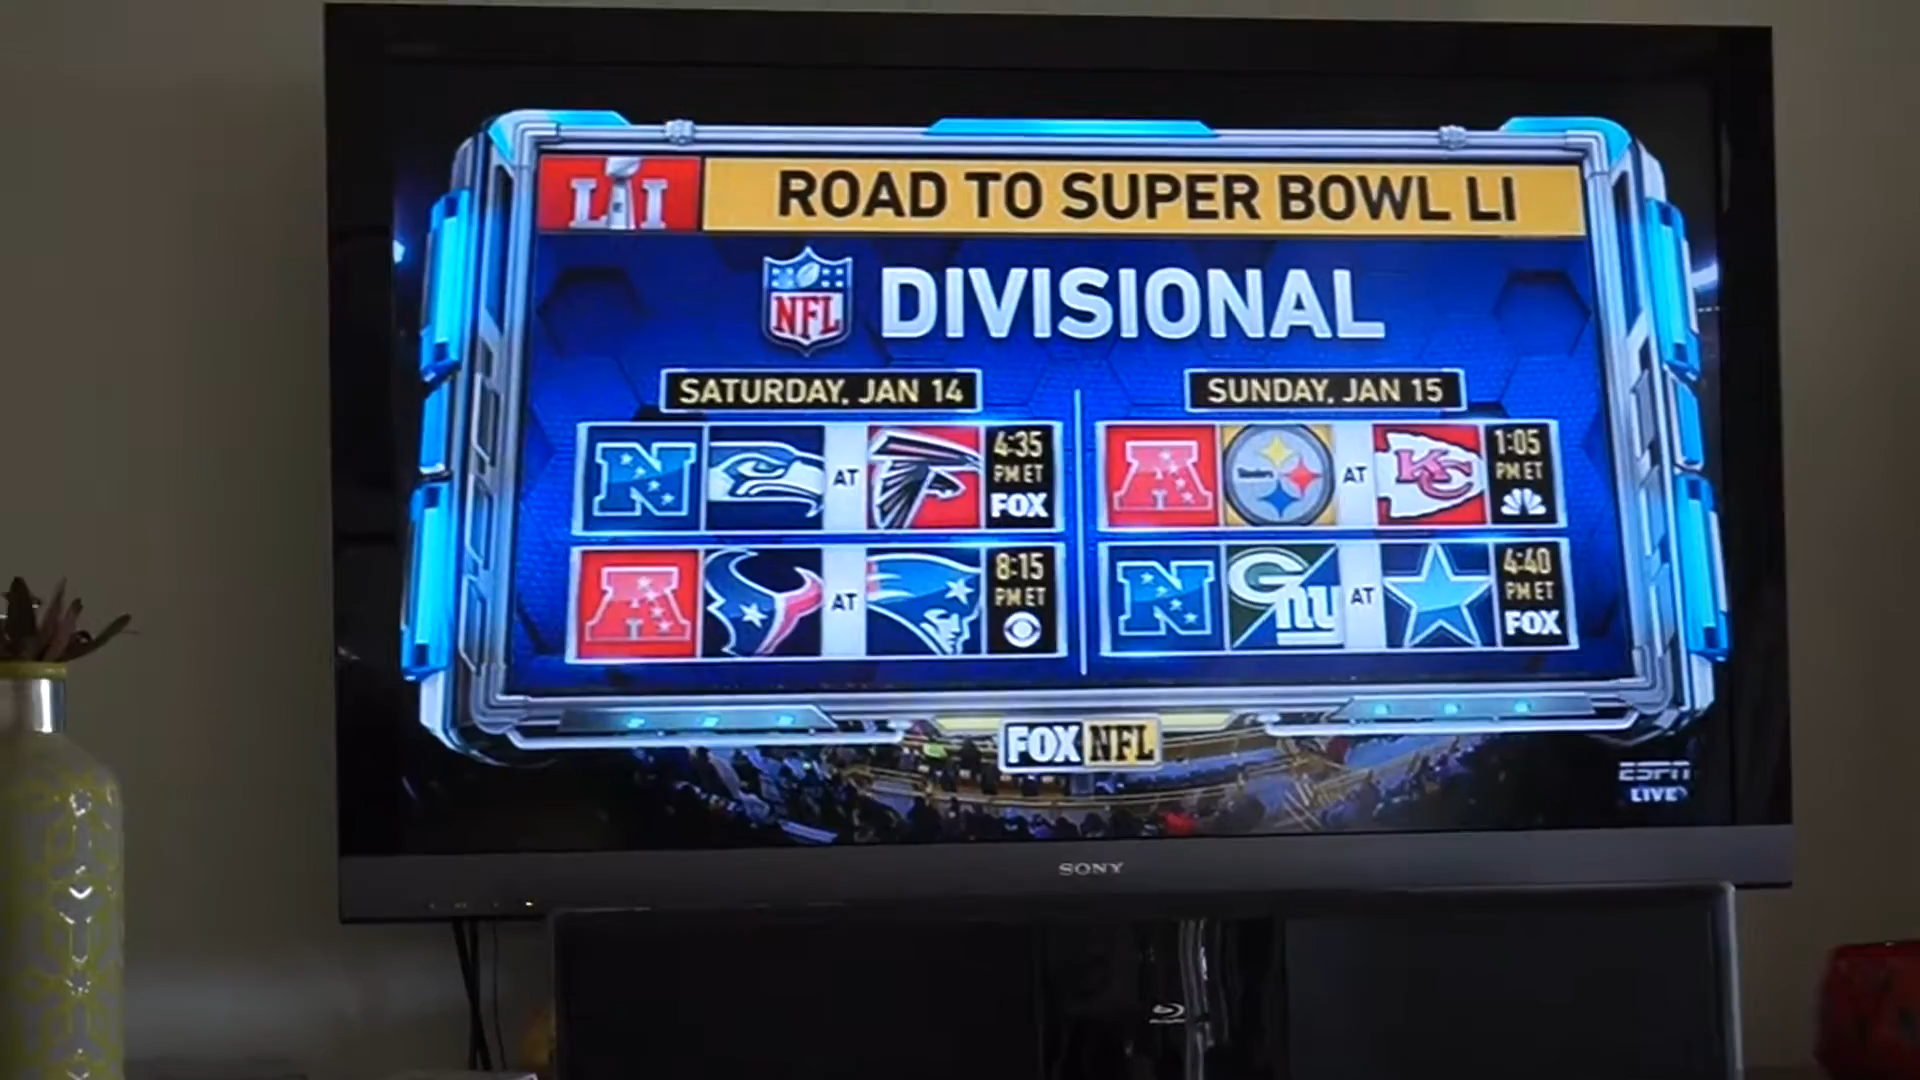 LI
ROAD TO SUPER BOWL LI
NFL
DIVISIONAL
SATURDAY, JAN 14
N
AT
4:35
PM ET
FOX
A
AT
8:15
PM ET
SUNDAY, JAN 15
A
Steelers
AT
KC
1:05
PM ET
N
G
ny
AT
4:40
PM ET
FOX
FOX NFL
ESPN
LIVE
SONY